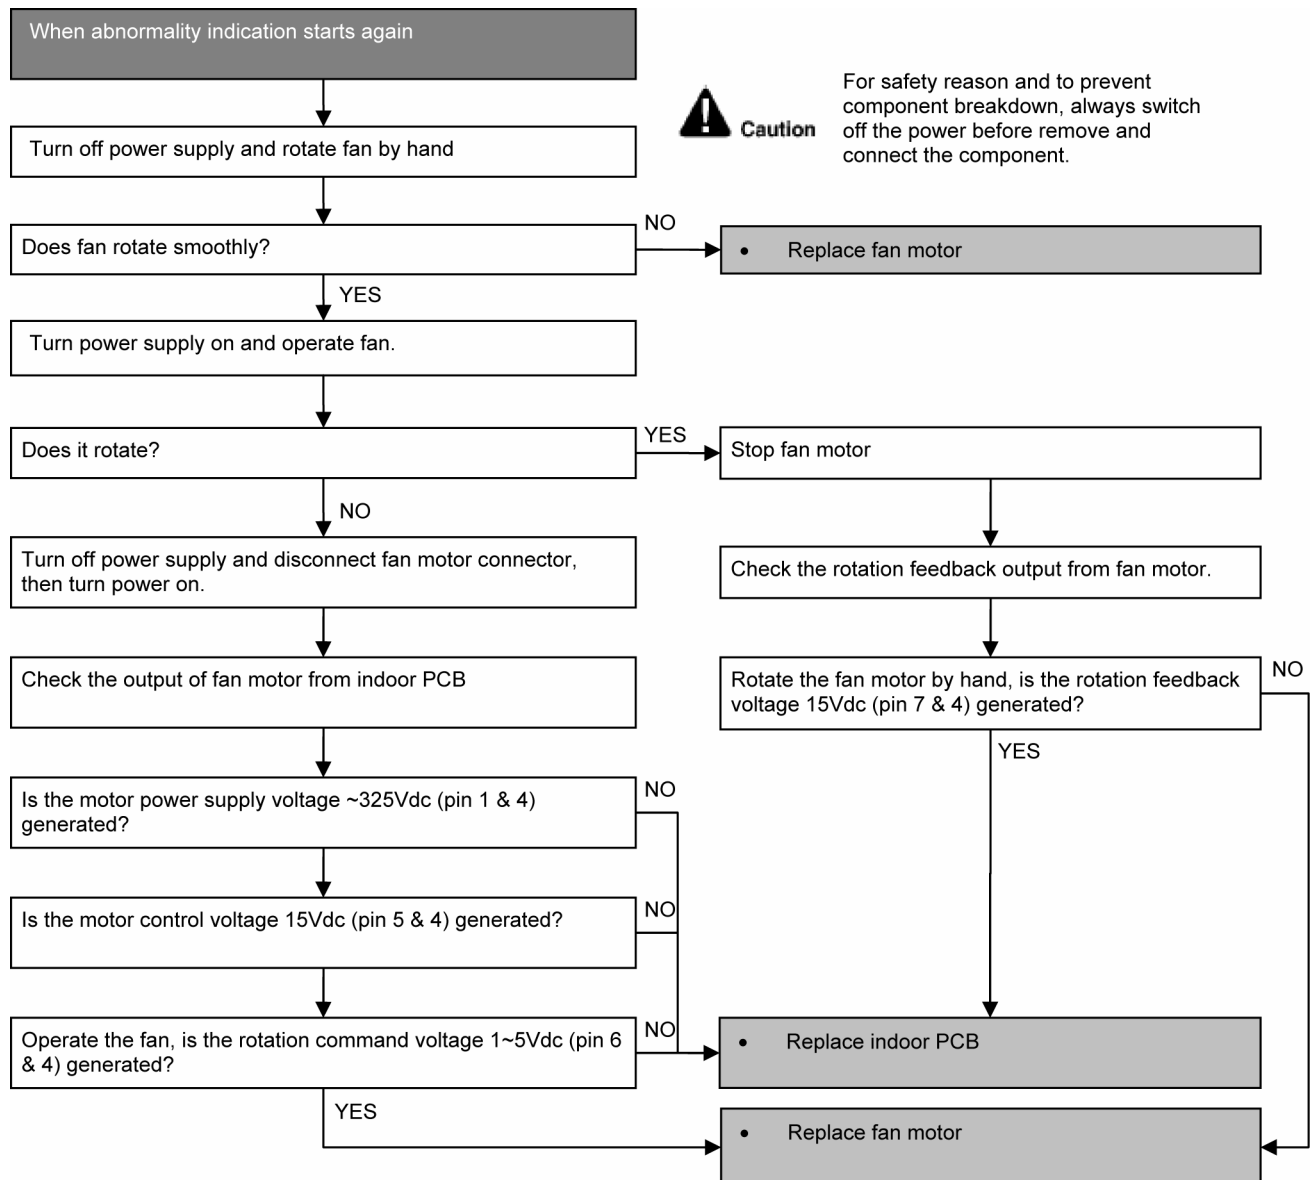 When abnormality indication starts again
For safety reason and to prevent
component breakdown, always switch
off the power before remove and
connect the component.
Caution
Turn off power supply and rotate fan by hand
Does fan rotate smoothly?
NO
• Replace fan motor
YES
Turn power supply on and operate fan.
Does it rotate?
YES
Stop fan motor
NO
Turn off power supply and disconnect fan motor connector,
then turn power on.
Check the rotation feedback output from fan motor.
Check the output of fan motor from indoor PCB
Rotate the fan motor by hand, is the rotation feedback
voltage 15Vdc (pin 7 & 4) generated?
NO
YES
Is the motor power supply voltage ~325Vdc (pin 1 & 4)
generated?
NO
Is the motor control voltage 15Vdc (pin 5 & 4) generated?
NO
Operate the fan, is the rotation command voltage 1~5Vdc (pin 6
& 4) generated?
NO
• Replace indoor PCB
YES
• Replace fan motor